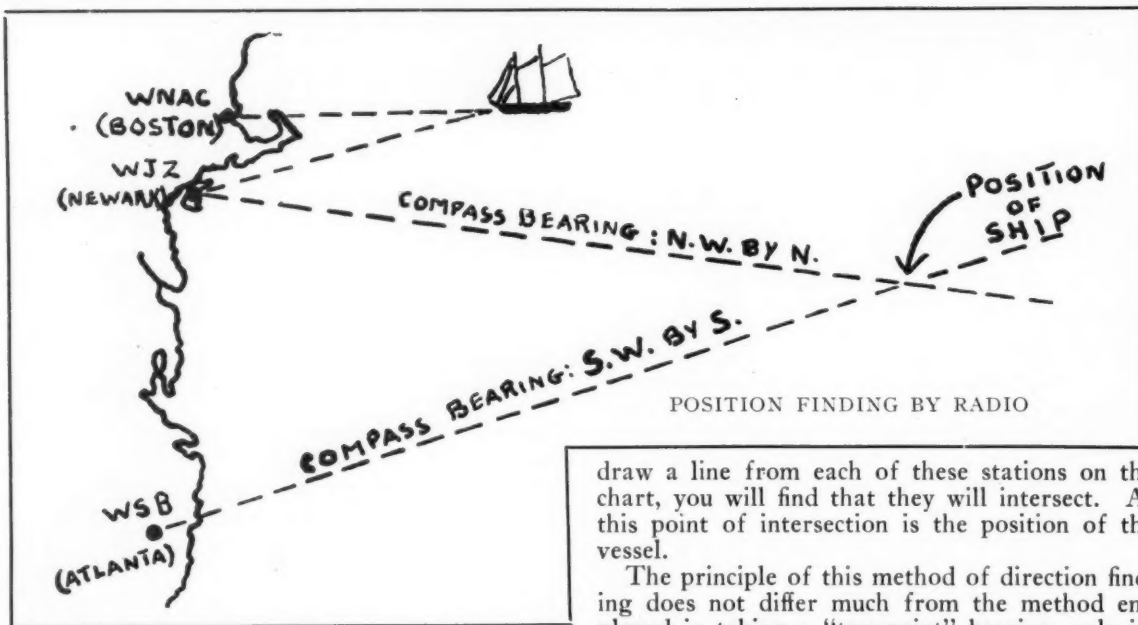 WNAC
(BOSTON)
WJZ
(NEWARK)
COMPASS BEARING: N.W. BY N.
POSITION
OF
SHIP
COMPASS BEARING: S.W. BY S.
WSB
(ATLANTA)
POSITION FINDING BY RADIO
draw a line from each of these stations on th
chart, you will find that they will intersect. A
this point of intersection is the position of th
vessel.
The principle of this method of direction find
ing does not differ much from the method em